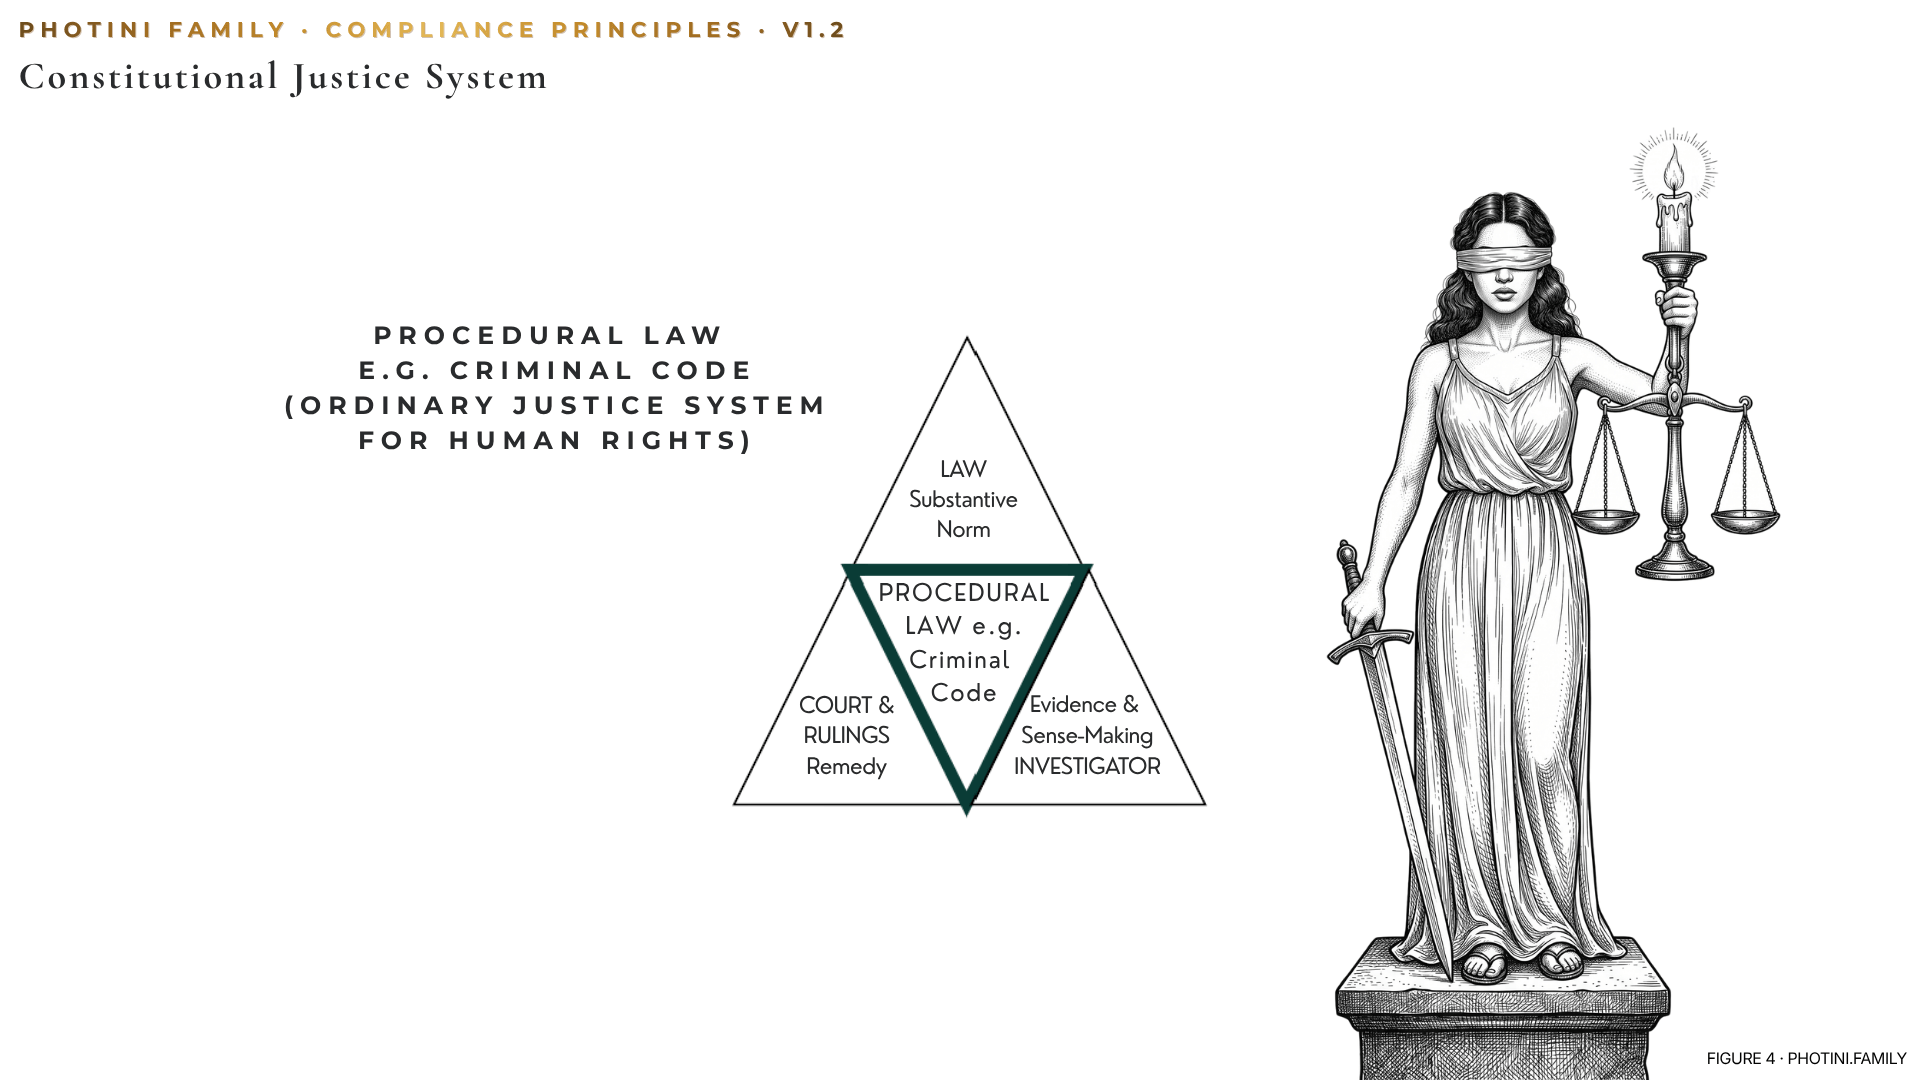 PHOTINI FAMILY · COMPLIANCE PRINCIPLES · V1.2
Constitutional Justice System
PROCEDURAL LAW
E.G. CRIMINAL CODE
(ORDINARY JUSTICE SYSTEM
FOR HUMAN RIGHTS)
LAW
Substantive
Norm
PROCEDURAL
LAW e.g.
Criminal
Code
COURT &
RULINGS
Remedy
Evidence &
Sense-Making
INVESTIGATOR
FIGURE 4 · PHOTINI.FAMILY